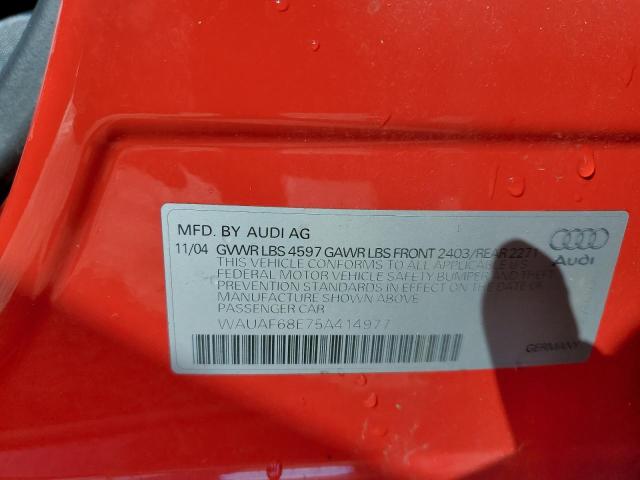 MFD. BY AUDI AG
11/04 GVWR LBS 4597 GAWR LBS FRONT 2403/REAR 2271
THIS VEHICLE CONFORMS TO ALL APPLICABLE U.S.
FEDERAL MOTOR VEHICLE SAFETY BUMPER AND THEFT
PREVENTION STANDARDS IN EFFECT ON THE DATE OF
MANUFACTURE SHOWN ABOVE
PASSENGER CAR
WAUAF68E75A414977
Audi
GERMANY